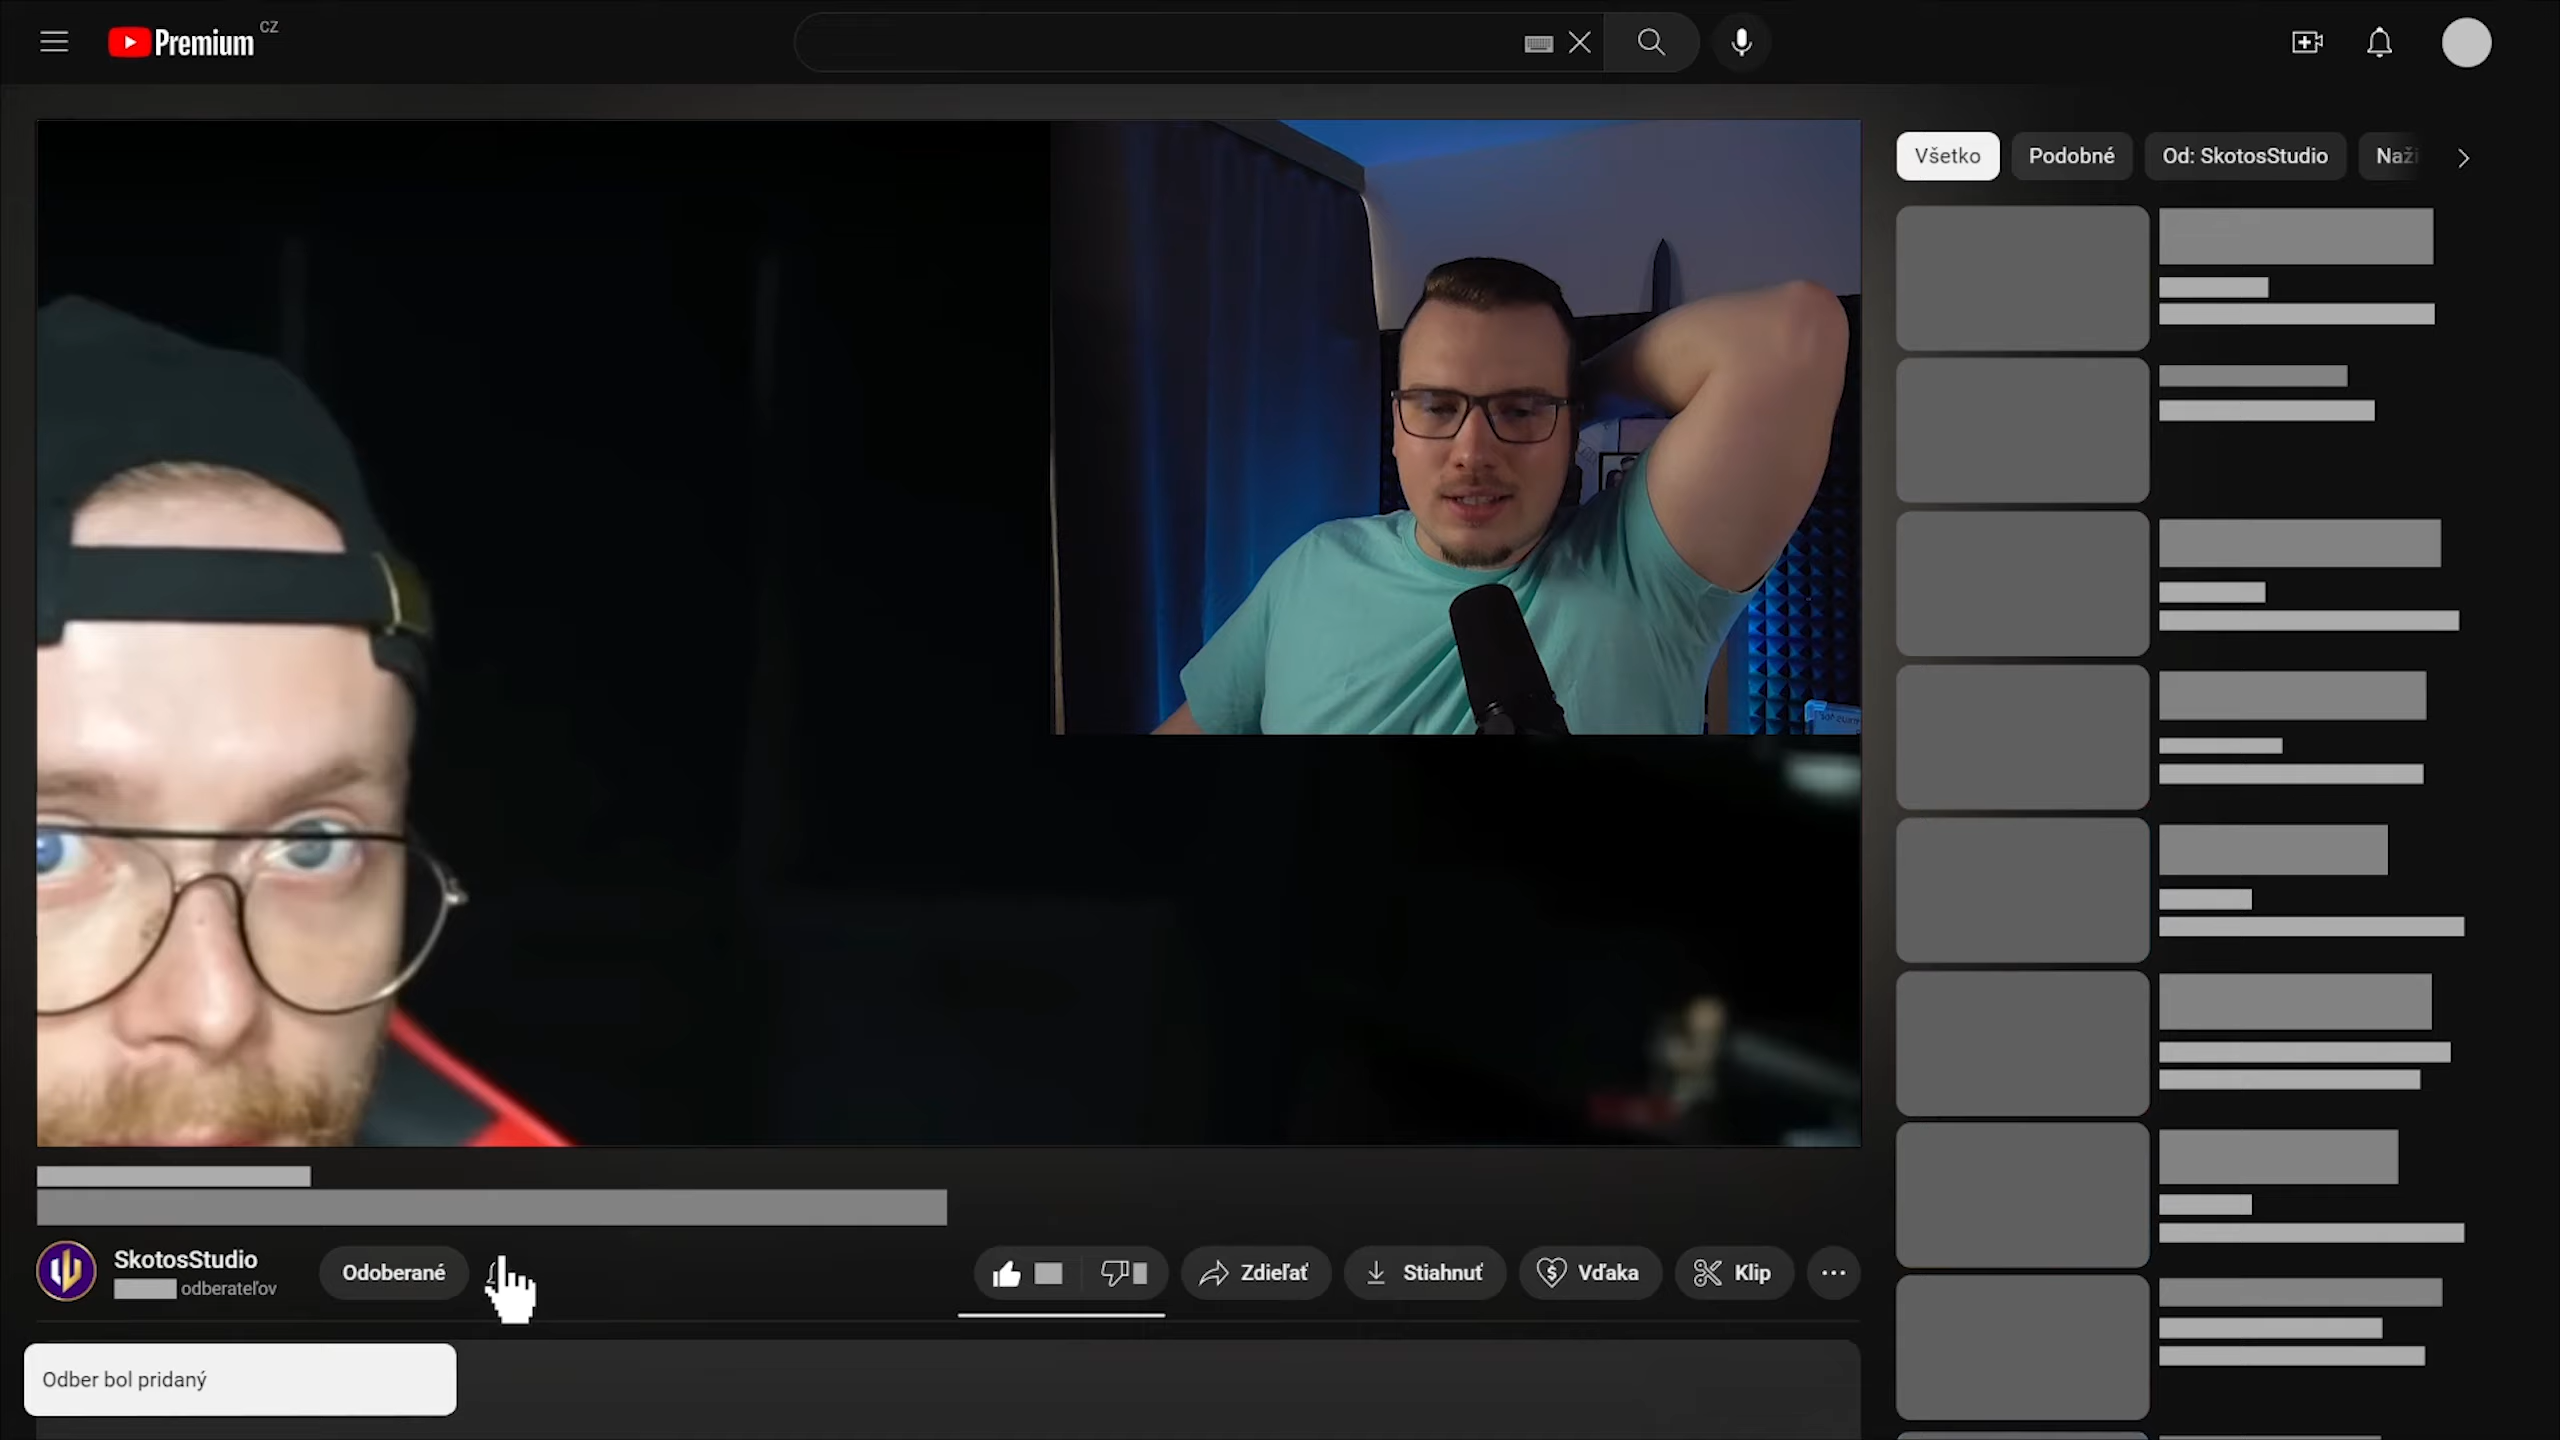 Premium CZ
Všetko
Podobné
Od: SkotosStudio
SkotosStudio
odberateľov
Odoberané
Zdieľať
Stiahnuť
Vďaka
Klip
Odber bol pridaný